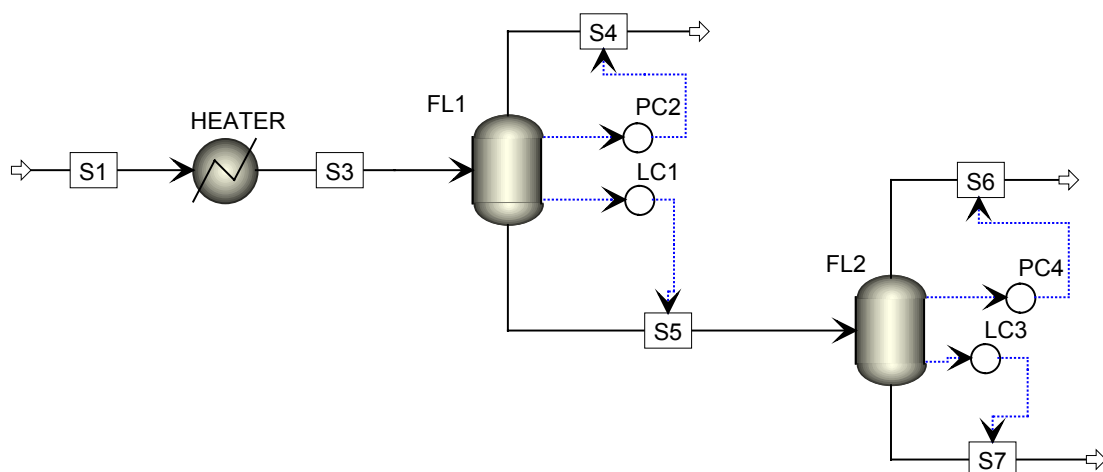 S4
FL1
PC2
HEATER
S1
S3
LC1
S6
FL2
PC4
S5
LC3
S7